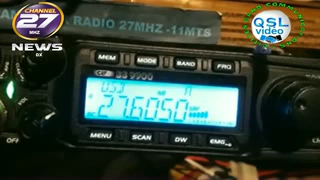 CHANNEL
27
MHZ
NEWS
DX
RADIO 27MHZ -11MTS
QSL
video
MEM
MODE
BAND
FRQ
SS 9900
27.6050
MENU
SCAN
DW
EMG